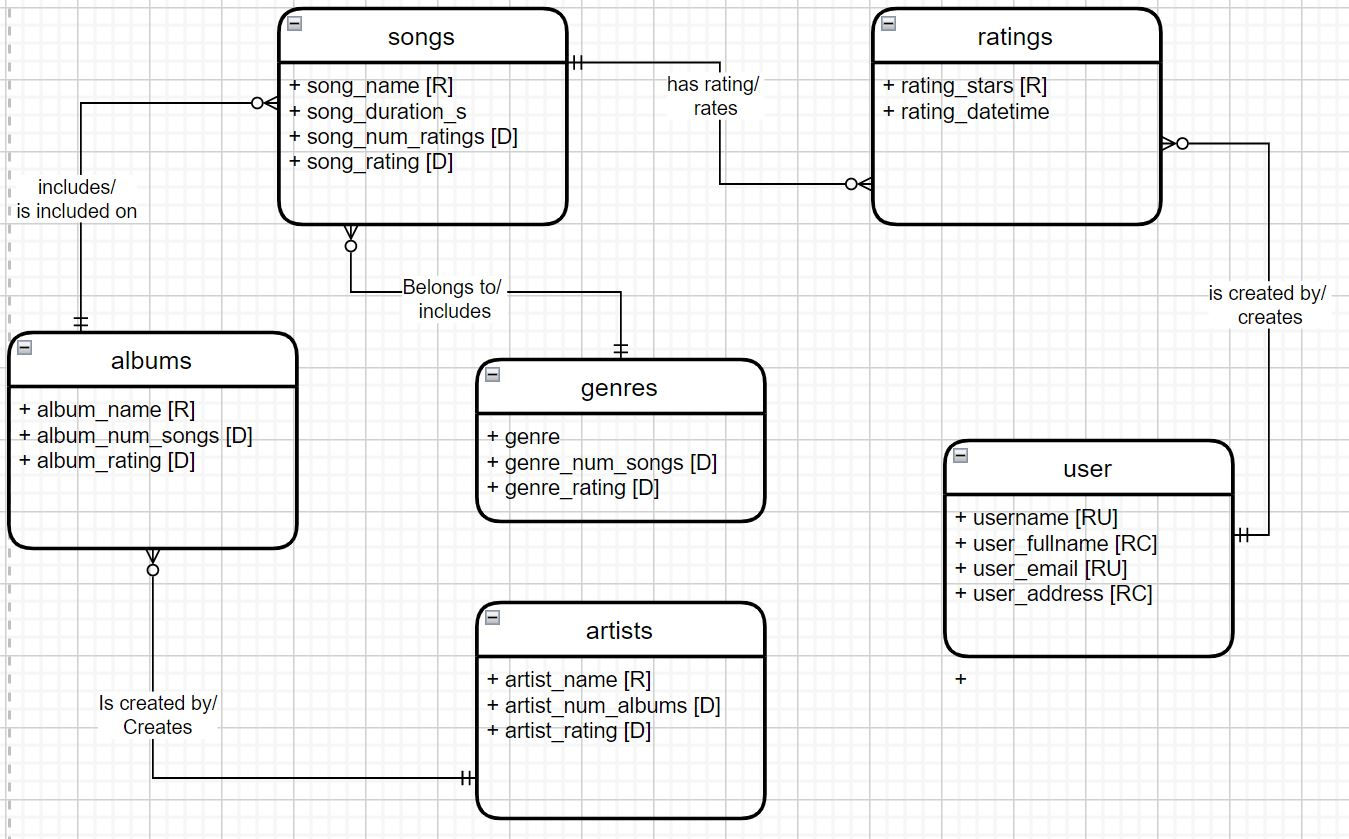 songs
+ song_name [R]
+ song_duration_s
+ song_num_ratings [D]
+ song_rating [D]
has rating/
rates
ratings
+ rating_stars [R]
+ rating_datetime
includes/
is included on
Belongs to/
includes
is created by/
creates
albums
+ album_name [R]
+ album_num_songs [D]
+ album_rating [D]
genres
+ genre
+ genre_num_songs [D]
+ genre_rating [D]
user
+ username [RU]
+ user_fullname [RC]
+ user_email [RU]
+ user_address [RC]
+
Is created by/
Creates
artists
+ artist_name [R]
+ artist_num_albums [D]
+ artist_rating [D]